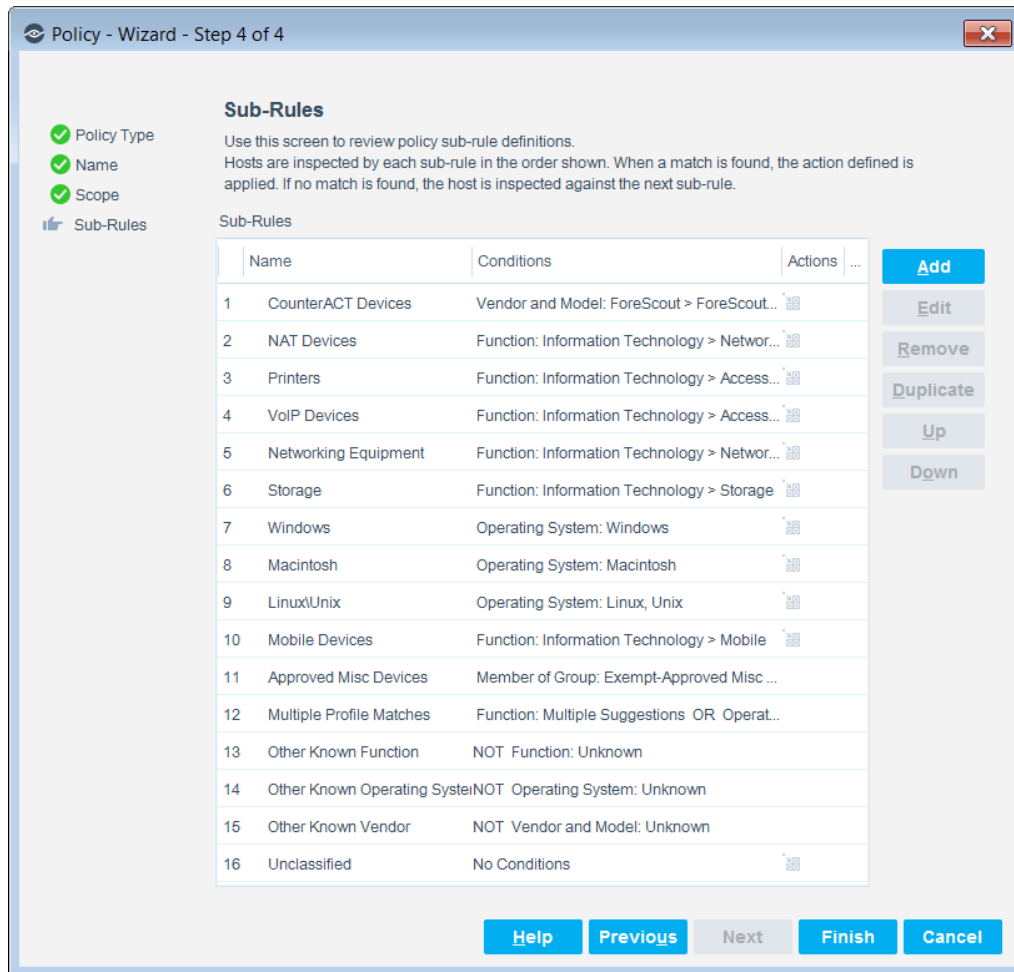 Policy - Wizard - Step 4 of 4
Policy Type
Name
Scope
Sub-Rules
Sub-Rules
Use this screen to review policy sub-rule definitions.
Hosts are inspected by each sub-rule in the order shown. When a match is found, the action defined is
applied. If no match is found, the host is inspected against the next sub-rule.
Sub-Rules
Name Conditions Actions ...
1 CounterACT Devices Vendor and Model: ForeScout > ForeScout...
2 NAT Devices Function: Information Technology > Networ...
3 Printers Function: Information Technology > Access...
4 VoIP Devices Function: Information Technology > Access...
5 Networking Equipment Function: Information Technology > Networ...
6 Storage Function: Information Technology > Storage
7 Windows Operating System: Windows
8 Macintosh Operating System: Macintosh
9 Linux\Unix Operating System: Linux, Unix
10 Mobile Devices Function: Information Technology > Mobile
11 Approved Misc Devices Member of Group: Exempt-Approved Misc ...
12 Multiple Profile Matches Function: Multiple Suggestions OR Operat...
13 Other Known Function NOT Function: Unknown
14 Other Known Operating System NOT Operating System: Unknown
15 Other Known Vendor NOT Vendor and Model: Unknown
16 Unclassified No Conditions
Add
Edit
Remove
Duplicate
Up
Down
Help Previous Next Finish Cancel